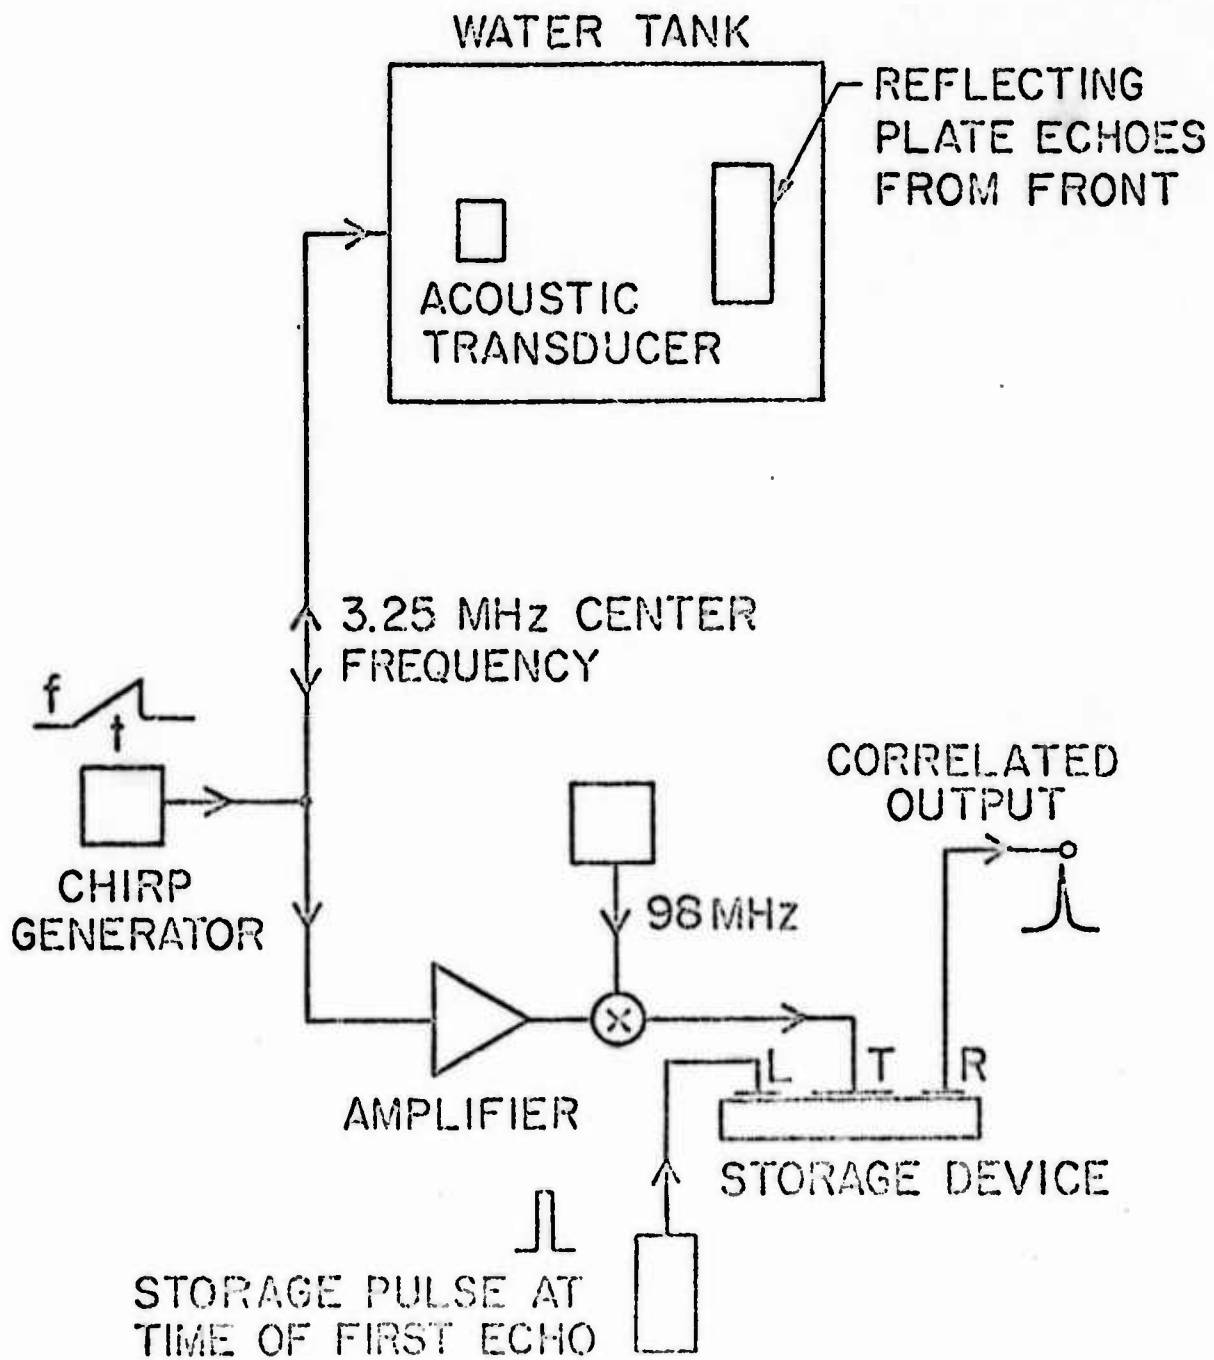 WATER TANK
REFLECTING
PLATE ECHOES
FROM FRONT
ACOUSTIC
TRANSDUCER
3.25 MHz CENTER
FREQUENCY
f
t
CHIRP
GENERATOR
CORRELATED
OUTPUT
98 MHz
X
L T R
AMPLIFIER
STORAGE DEVICE
STORAGE PULSE AT
TIME OF FIRST ECHO